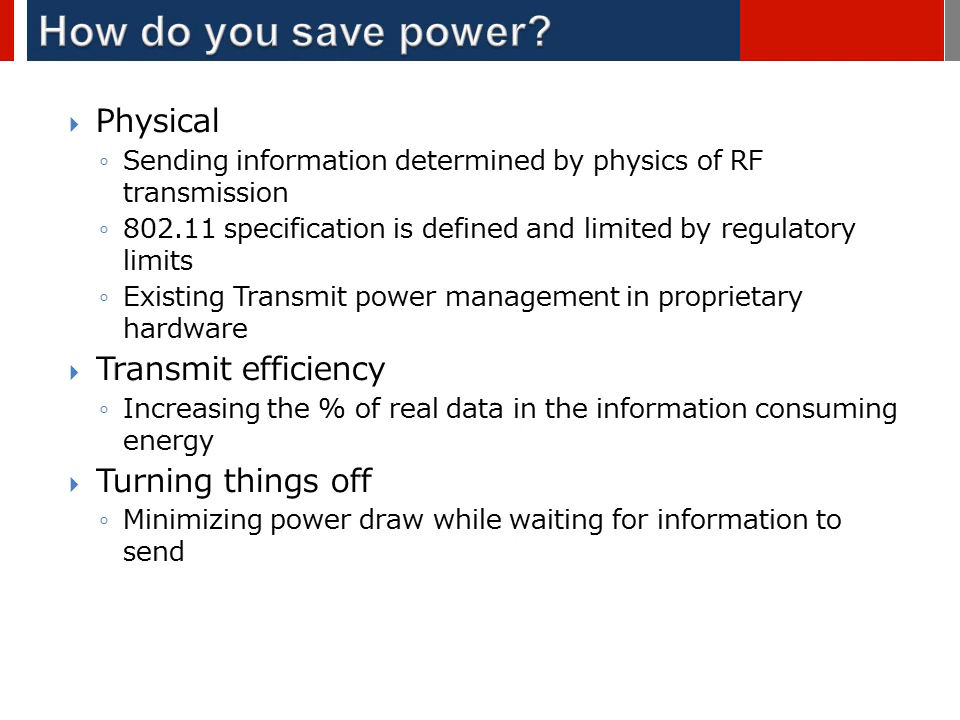 How do you save power?
Physical
Sending information determined by physics of RF
transmission
802.11 specification is defined and limited by regulatory
limits
Existing Transmit power management in proprietary
hardware
Transmit efficiency
Increasing the % of real data in the information consuming
energy
Turning things off
Minimizing power draw while waiting for information to
send